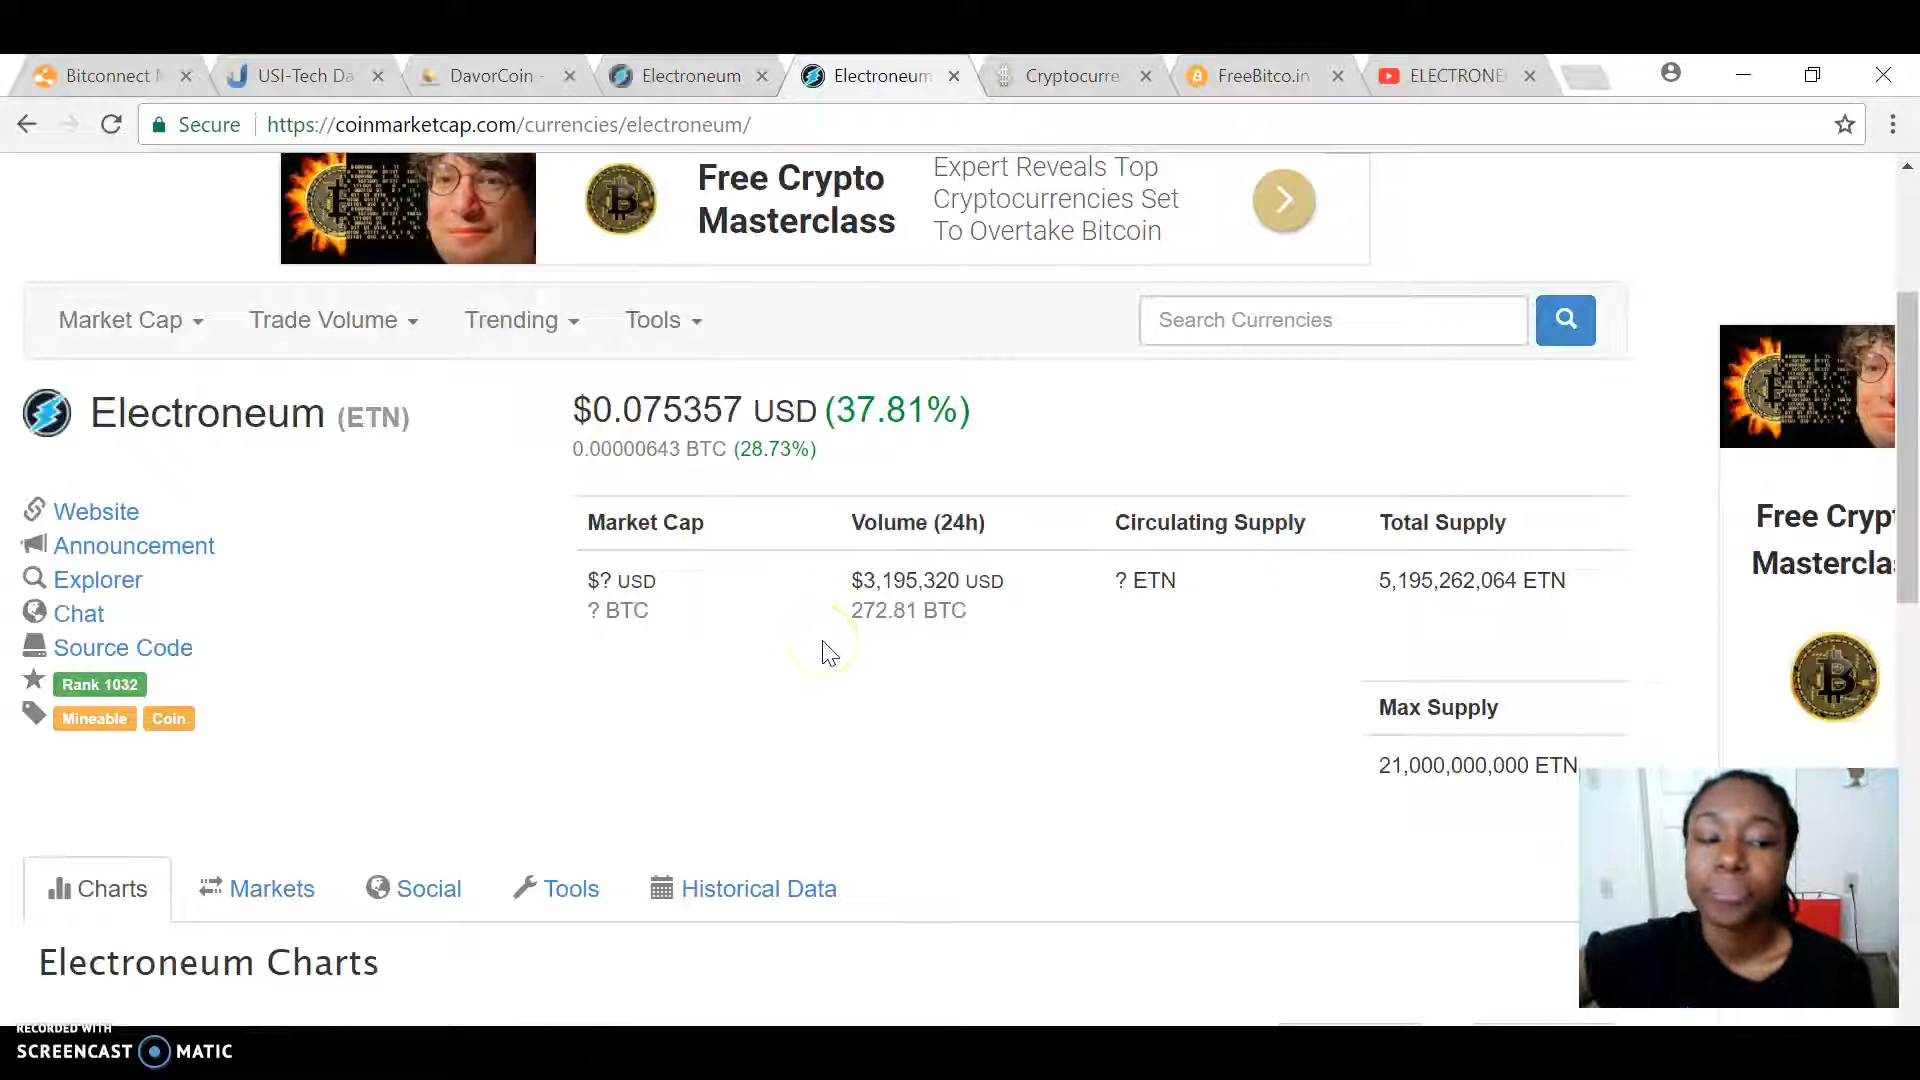 Bitconnect
USI-Tech Da
DavorCoin -
Electroneum
Electroneum
Cryptocurre
FreeBitco.in
ELECTRONE
Secure
https://coinmarketcap.com/currencies/electroneum/
Free Crypto
Masterclass
Expert Reveals Top
Cryptocurrencies Set
To Overtake Bitcoin
Market Cap
Trade Volume
Trending
Tools
Search Currencies
Electroneum (ETN)
$0.075357 USD (37.81%)
0.00000643 BTC (28.73%)
Website
Announcement
Explorer
Chat
Source Code
Rank 1032
Mineable Coin
Market Cap
$? USD
? BTC
Volume (24h)
$3,195,320 USD
272.81 BTC
Circulating Supply
? ETN
Total Supply
5,195,262,064 ETN
Max Supply
21,000,000,000 ETN
Free Cryp
Mastercla
Charts
Markets
Social
Tools
Historical Data
Electroneum Charts
RECORDED WITH
SCREENCAST MATIC